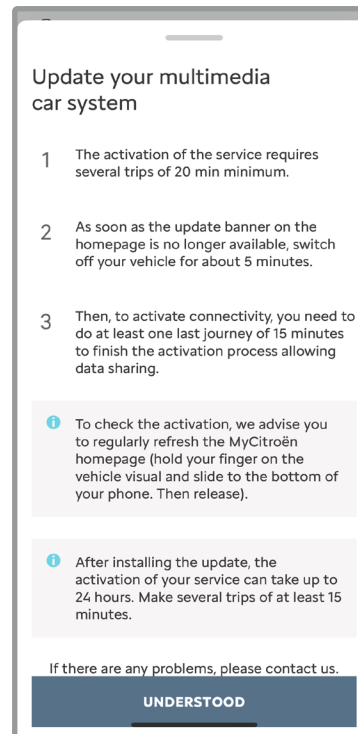 Update your multimedia
car system
1
The activation of the service requires
several trips of 20 min minimum.
2
As soon as the update banner on the
homepage is no longer available, switch
off your vehicle for about 5 minutes.
3
Then, to activate connectivity, you need to
do at least one last journey of 15 minutes
to finish the activation process allowing
data sharing.
To check the activation, we advise you
to regularly refresh the MyCitroën
homepage (hold your finger on the
vehicle visual and slide to the bottom of
your phone. Then release).
After installing the update, the
activation of your service can take up to
24 hours. Make several trips of at least 15
minutes.
If there are any problems, please contact us.
UNDERSTOOD